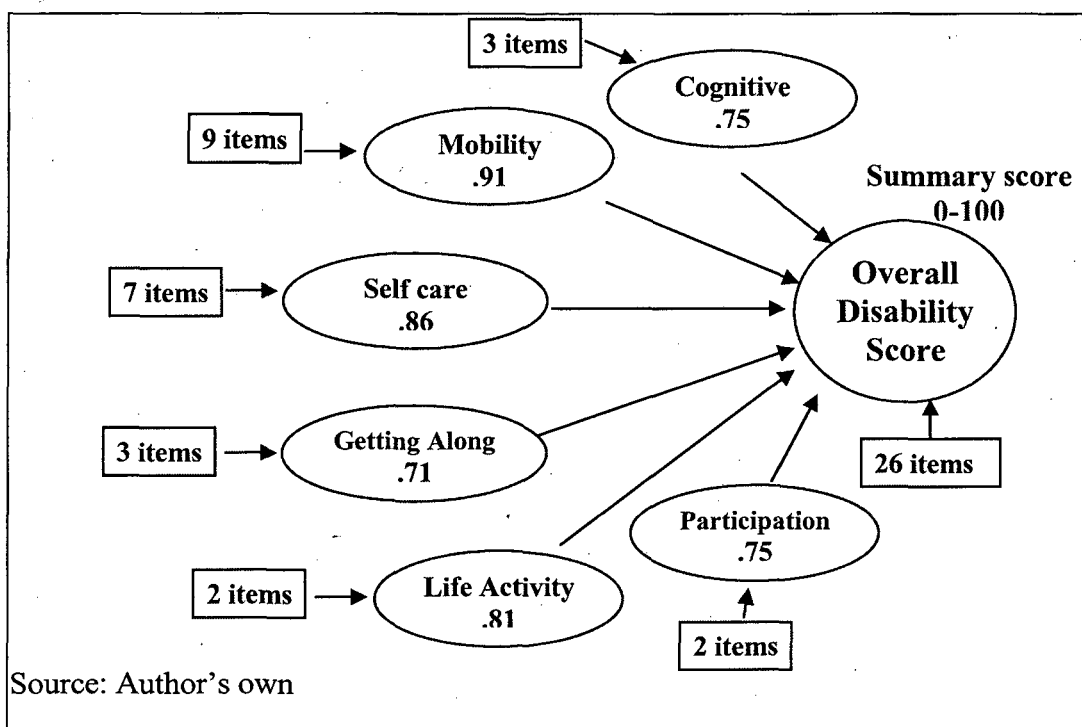 3 items
Cognitive
.75
9 items
Mobility
.91
Summary score
0-100
7 items
Self care
.86
Overall
Disability
Score
3 items
Getting Along
.71
26 items
Participation
.75
2 items
Life Activity
.81
2 items
Source: Author's own